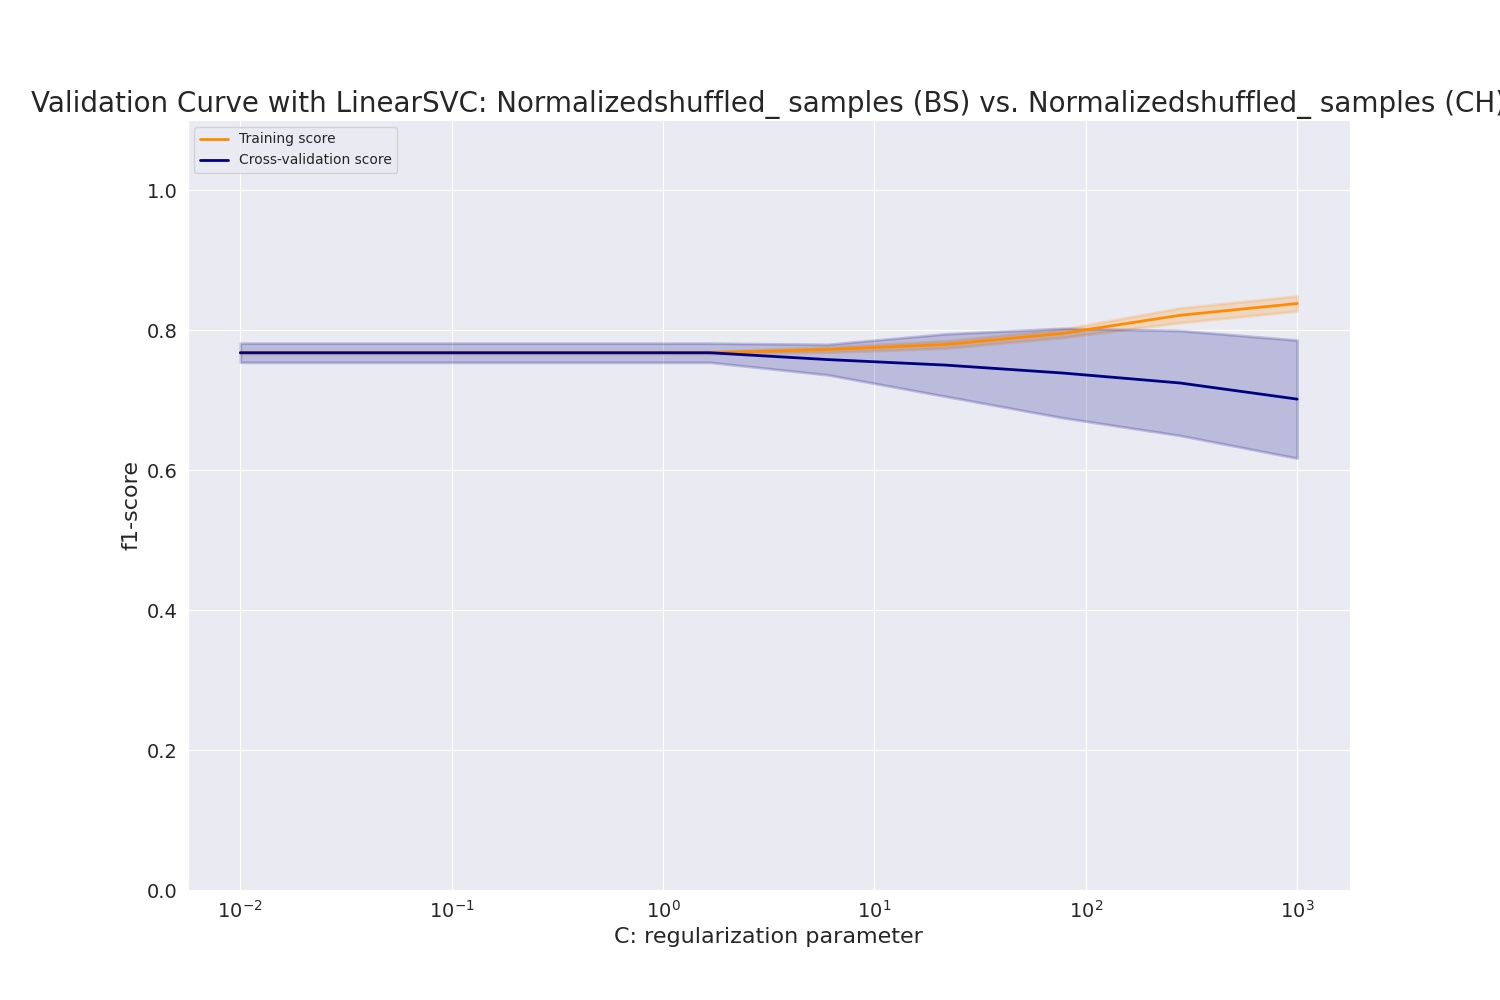 Validation Curve with LinearSVC: Normalizedshuffled_ samples (BS) vs. Normalizedshuffled_ samples (CH)
Training score
Cross-validation score
1.0
0.8
0.6
0.4
0.2
0.0
f1-score
10⁻² 10⁻¹ 10⁰ 10¹ 10² 10³
C: regularization parameter